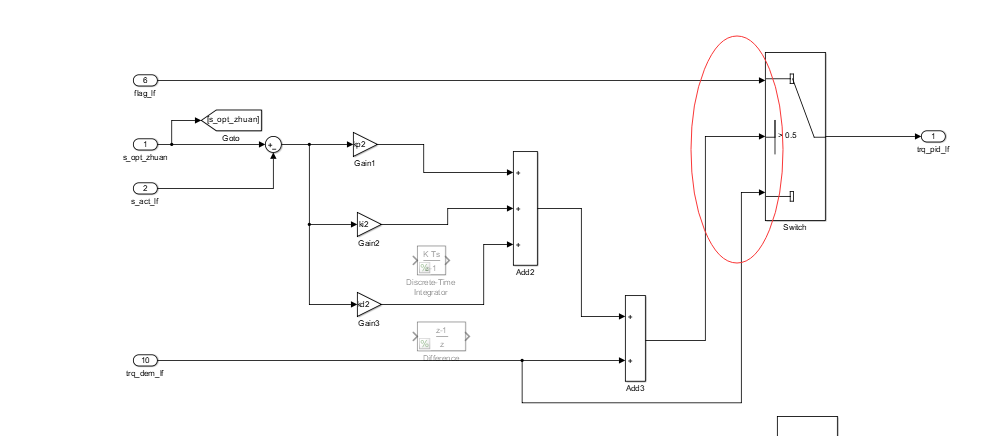 6
flag_lf
[s_opt_zhuan]
Goto
1
s_opt_zhuan
+
−
kp2
Gain1
2
s_act_lf
ki2
Gain2
K Ts
z-1
Discrete-Time
Integrator
kd2
Gain3
z-1
z
Difference
+
+
+
Add2
+
+
Add3
10
trq_dem_lf
> 0.5
Switch
1
trq_pid_lf